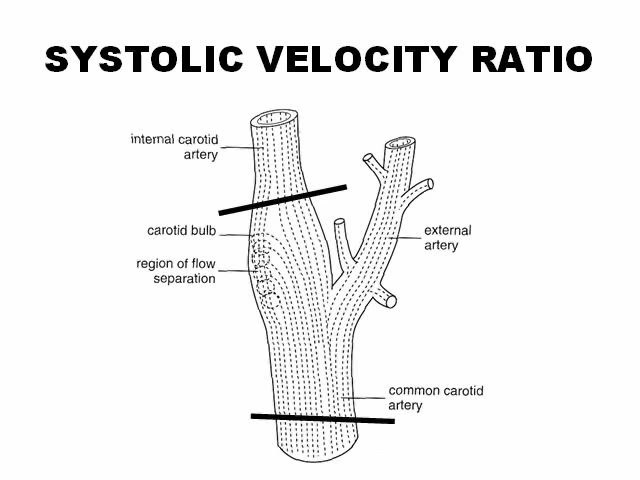 SYSTOLIC VELOCITY RATIO
internal carotid
artery
carotid bulb
region of flow
separation
external
artery
common carotid
artery